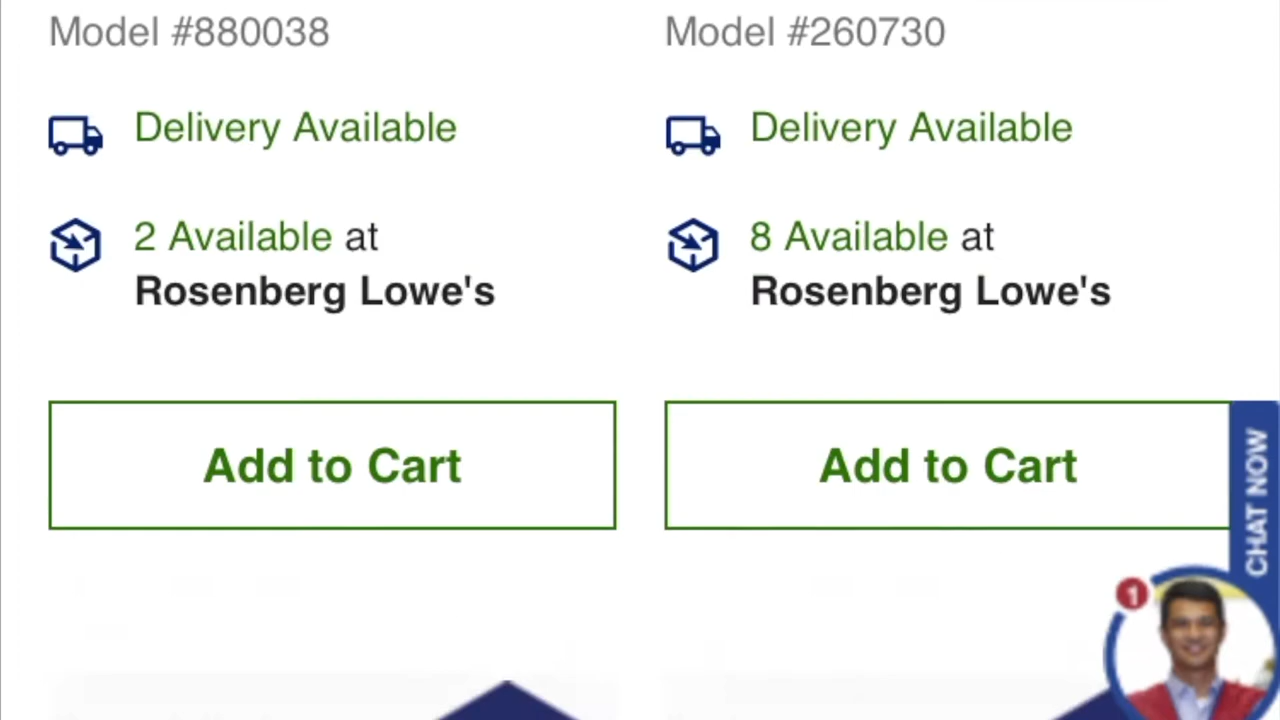 Model #880038
Delivery Available
2 Available at
Rosenberg Lowe's
Add to Cart
Model #260730
Delivery Available
8 Available at
Rosenberg Lowe's
Add to Cart
CHAT NOW
1